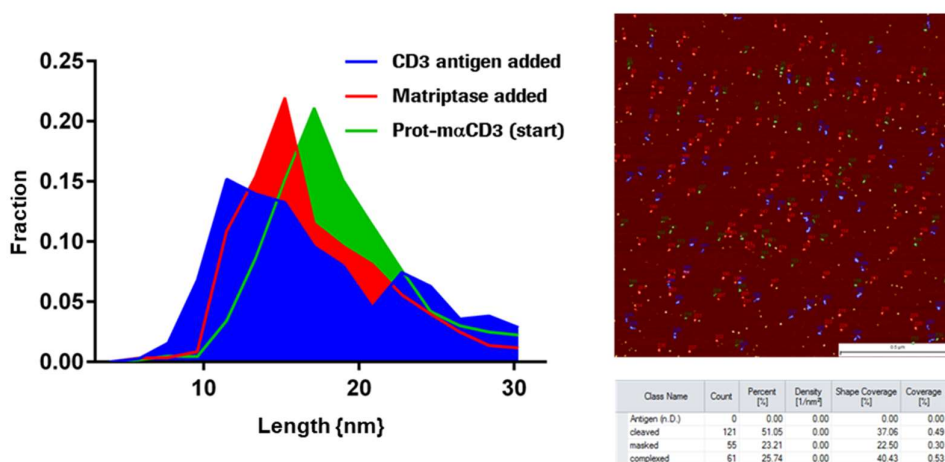 0.25
0.20
0.15
0.10
0.05
0.00
Fraction
CD3 antigen added
Matriptase added
Prot-mαCD3 (start)
10 20 30
Length {nm}
0.5 µm
Class Name Count Percent [%] Density [1/nm²] Shape Coverage [%] Coverage [%]
Antigen (n.D.) 0 0.00 0.00 0.00 0.00
cleaved 121 51.05 0.00 37.06 0.49
masked 55 23.21 0.00 22.50 0.30
complexed 61 25.74 0.00 40.43 0.53